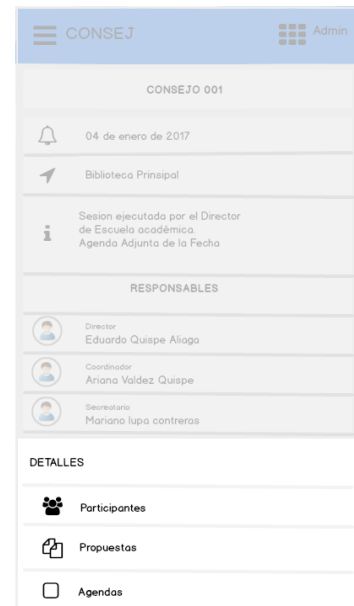 CONSEJ
Admin
CONSEJO 001
04 de enero de 2017
Biblioteca Prinsipal
Sesion ejecutada por el Director
de Escuela académica.
Agenda Adjunta de la Fecha
RESPONSABLES
Director
Eduardo Quispe Aliaga
Coordinador
Ariana Valdez Quispe
Secreatario
Mariano lupa contreras
DETALLES
Participantes
Propuestas
Agendas